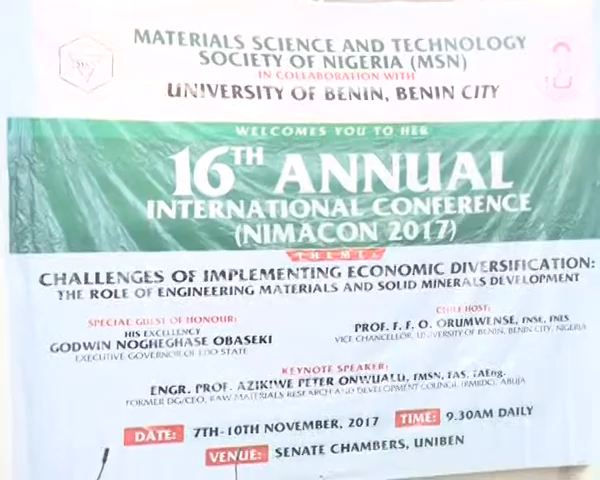 MATERIALS SCIENCE AND TECHNOLOGY
SOCIETY OF NIGERIA (MSN)
IN COLLABORATION WITH
UNIVERSITY OF BENIN, BENIN CITY
WELCOMES YOU TO HER
16TH ANNUAL
INTERNATIONAL CONFERENCE
(NIMACON 2017)
THEME:
CHALLENGES OF IMPLEMENTING ECONOMIC DIVERSIFICATION:
THE ROLE OF ENGINEERING MATERIALS AND SOLID MINERALS DEVELOPMENT
SPECIAL GUEST OF HONOUR:
HIS EXCELLENCY
GODWIN NOGHEGHASE OBASEKI
EXECUTIVE GOVERNOR OF EDO STATE
CHIEF HOST:
PROF. F. F. O. ORUMWENSE, FNSE, FNES
VICE CHANCELLOR, UNIVERSITY OF BENIN, BENIN CITY, NIGERIA
KEYNOTE SPEAKER:
ENGR. PROF. AZIKIWE PETER ONWUALU, FMSN, FAS, FAEng.
FORMER DG/CEO, RAW MATERIALS RESEARCH AND DEVELOPMENT COUNCIL (RMRDC), ABUJA
DATE: 7TH-10TH NOVEMBER, 2017 TIME: 9.30AM DAILY
VENUE: SENATE CHAMBERS, UNIBEN